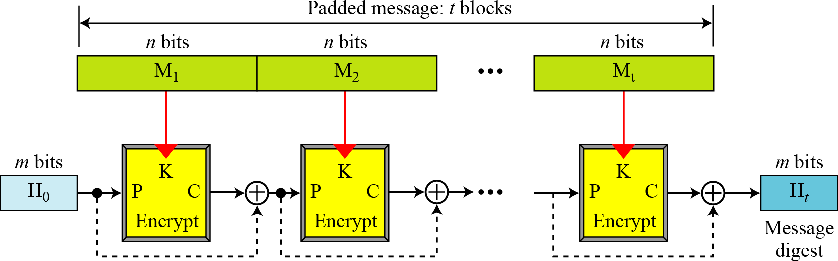 Padded message: t blocks
n bits n bits n bits
M1 M2 ... Mt
m bits K K K m bits
H0 P C P C ... P C Ht
Encrypt Encrypt Encrypt
Message
digest